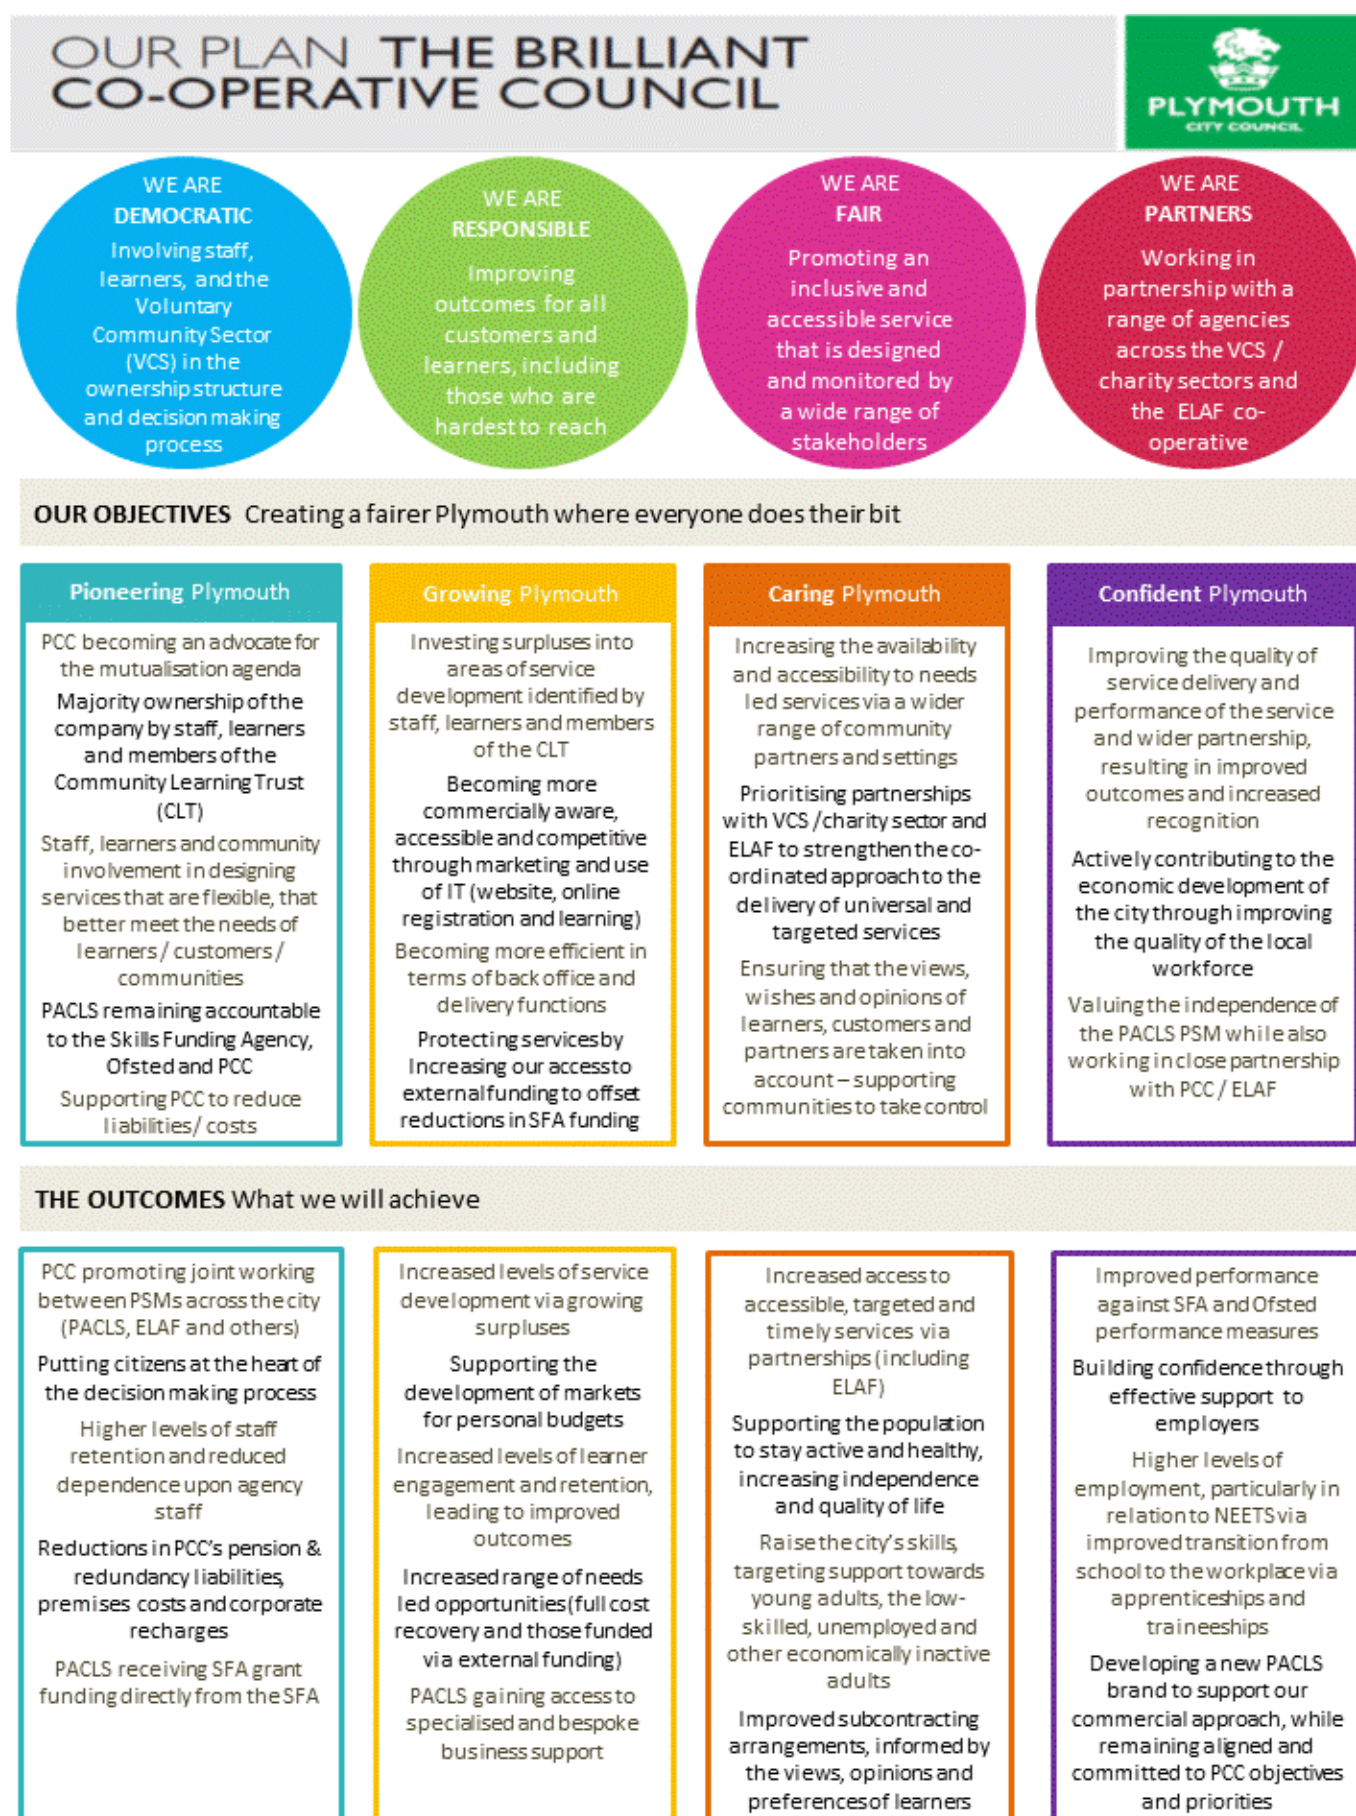 OUR PLAN THE BRILLIANT
CO-OPERATIVE COUNCIL
PLYMOUTH
CITY COUNCIL
WE ARE
DEMOCRATIC
Involving staff,
learners, and the
Voluntary
Community Sector
(VCS) in the
ownership structure
and decision making
process
WE ARE
RESPONSIBLE
Improving
outcomes for all
customers and
learners, including
those who are
hardest to reach
WE ARE
FAIR
Promoting an
inclusive and
accessible service
that is designed
and monitored by
a wide range of
stakeholders
WE ARE
PARTNERS
Working in
partnership with a
range of agencies
across the VCS /
charity sectors and
the ELAF co-
operative
OUR OBJECTIVES Creating a fairer Plymouth where everyone does their bit
Pioneering Plymouth
PCC becoming an advocate for
the mutualisation agenda
Majority ownership of the
company by staff, learners
and members of the
Community Learning Trust
(CLT)
Staff, learners and community
involvement in designing
services that are flexible, that
better meet the needs of
learners / customers /
communities
PACLS remaining accountable
to the Skills Funding Agency,
Ofsted and PCC
Supporting PCC to reduce
liabilities/ costs
Growing Plymouth
Investing surpluses into
areas of service
development identified by
staff, learners and members
of the CLT
Becoming more
commercially aware,
accessible and competitive
through marketing and use
of IT (website, online
registration and learning)
Becoming more efficient in
terms of back office and
delivery functions
Protecting services by
Increasing our access to
external funding to offset
reductions in SFA funding
Caring Plymouth
Increasing the availability
and accessibility to needs
led services via a wider
range of community
partners and settings
Prioritising partnerships
with VCS /charity sector and
ELAF to strengthen the co-
ordinated approach to the
delivery of universal and
targeted services
Ensuring that the views,
wishes and opinions of
learners, customers and
partners are taken into
account – supporting
communities to take control
Confident Plymouth
Improving the quality of
service delivery and
performance of the service
and wider partnership,
resulting in improved
outcomes and increased
recognition
Actively contributing to the
economic development of
the city through improving
the quality of the local
workforce
Valuing the independence of
the PACLS PSM while also
working in close partnership
with PCC / ELAF
THE OUTCOMES What we will achieve
PCC promoting joint working
between PSMs across the city
(PACLS, ELAF and others)
Putting citizens at the heart of
the decision making process
Higher levels of staff
retention and reduced
dependence upon agency
staff
Reductions in PCC's pension &
redundancy liabilities,
premises costs and corporate
recharges
PACLS receiving SFA grant
funding directly from the SFA
Increased levels of service
development via growing
surpluses
Supporting the
development of markets
for personal budgets
Increased levels of learner
engagement and retention,
leading to improved
outcomes
Increased range of needs
led opportunities (full cost
recovery and those funded
via external funding)
PACLS gaining access to
specialised and bespoke
business support
Increased access to
accessible, targeted and
timely services via
partnerships (including
ELAF)
Supporting the population
to stay active and healthy,
increasing independence
and quality of life
Raise the city's skills,
targeting support towards
young adults, the low-
skilled, unemployed and
other economically inactive
adults
Improved subcontracting
arrangements, informed by
the views, opinions and
preferences of learners
Improved performance
against SFA and Ofsted
performance measures
Building confidence through
effective support to
employers
Higher levels of
employment, particularly in
relation to NEETS via
improved transition from
school to the workplace via
apprenticeships and
traineeships
Developing a new PACLS
brand to support our
commercial approach, while
remaining aligned and
committed to PCC objectives
and priorities